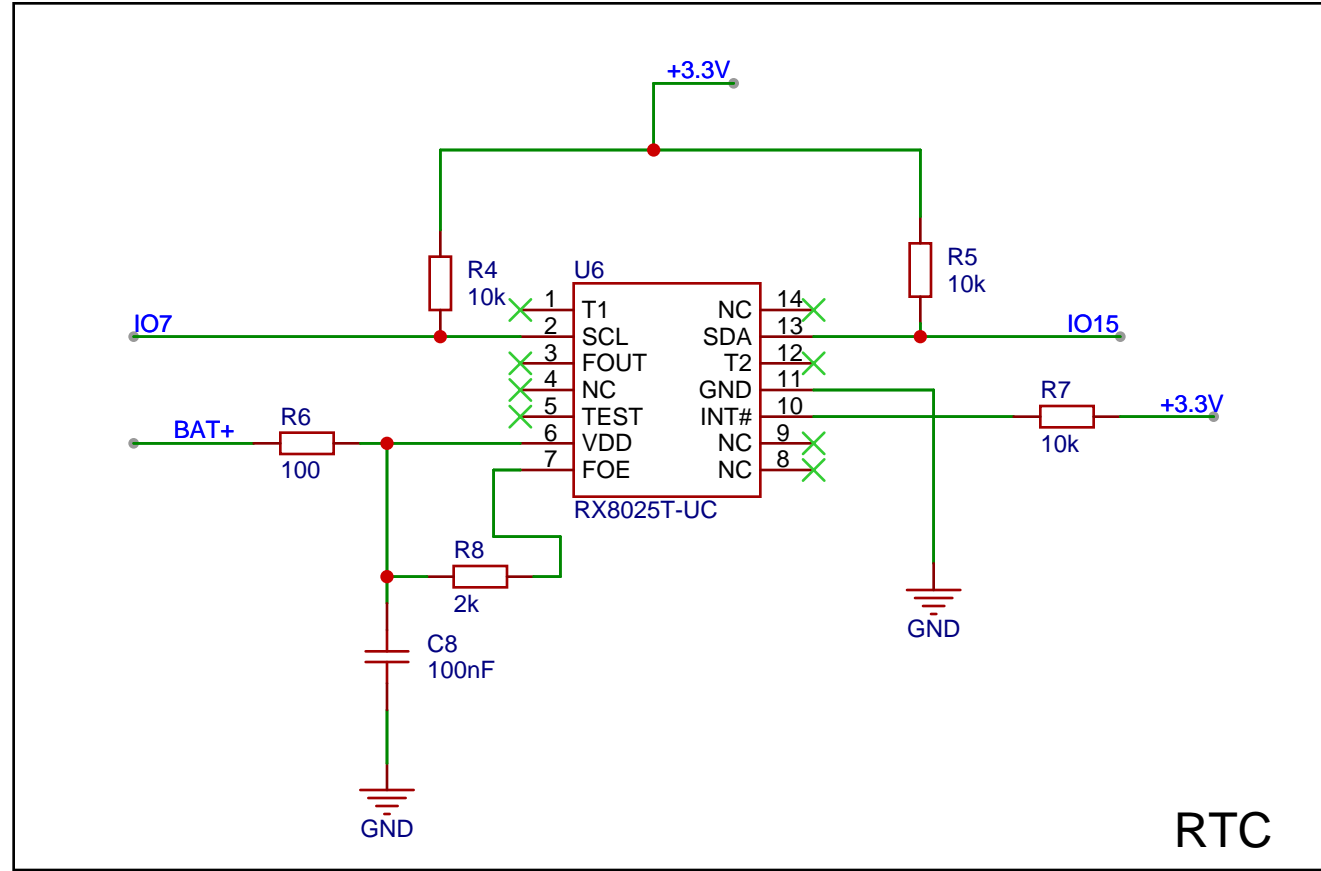 +3.3V
R4
10k
R5
10k
U6
1
T1
2
SCL
3
FOUT
4
NC
5
TEST
6
VDD
7
FOE
14
NC
13
SDA
12
T2
11
GND
10
INT#
9
NC
8
NC
RX8025T-UC
IO7
IO15
BAT+
R6
100
R7
10k
+3.3V
R8
2k
C8
100nF
GND
GND
RTC